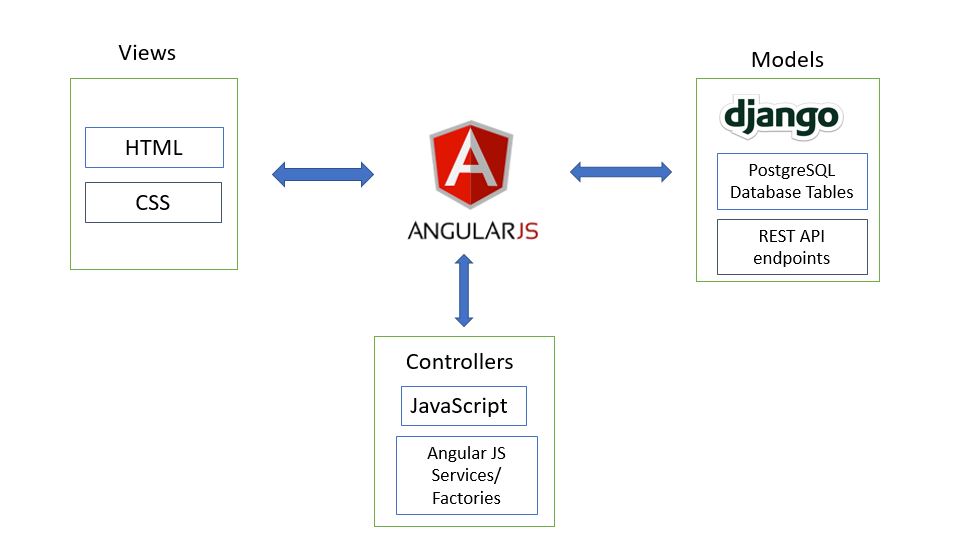 Views
HTML
CSS
ANGULARJS
Models
django
PostgreSQL
Database Tables
REST API
endpoints
Controllers
JavaScript
Angular JS
Services/
Factories